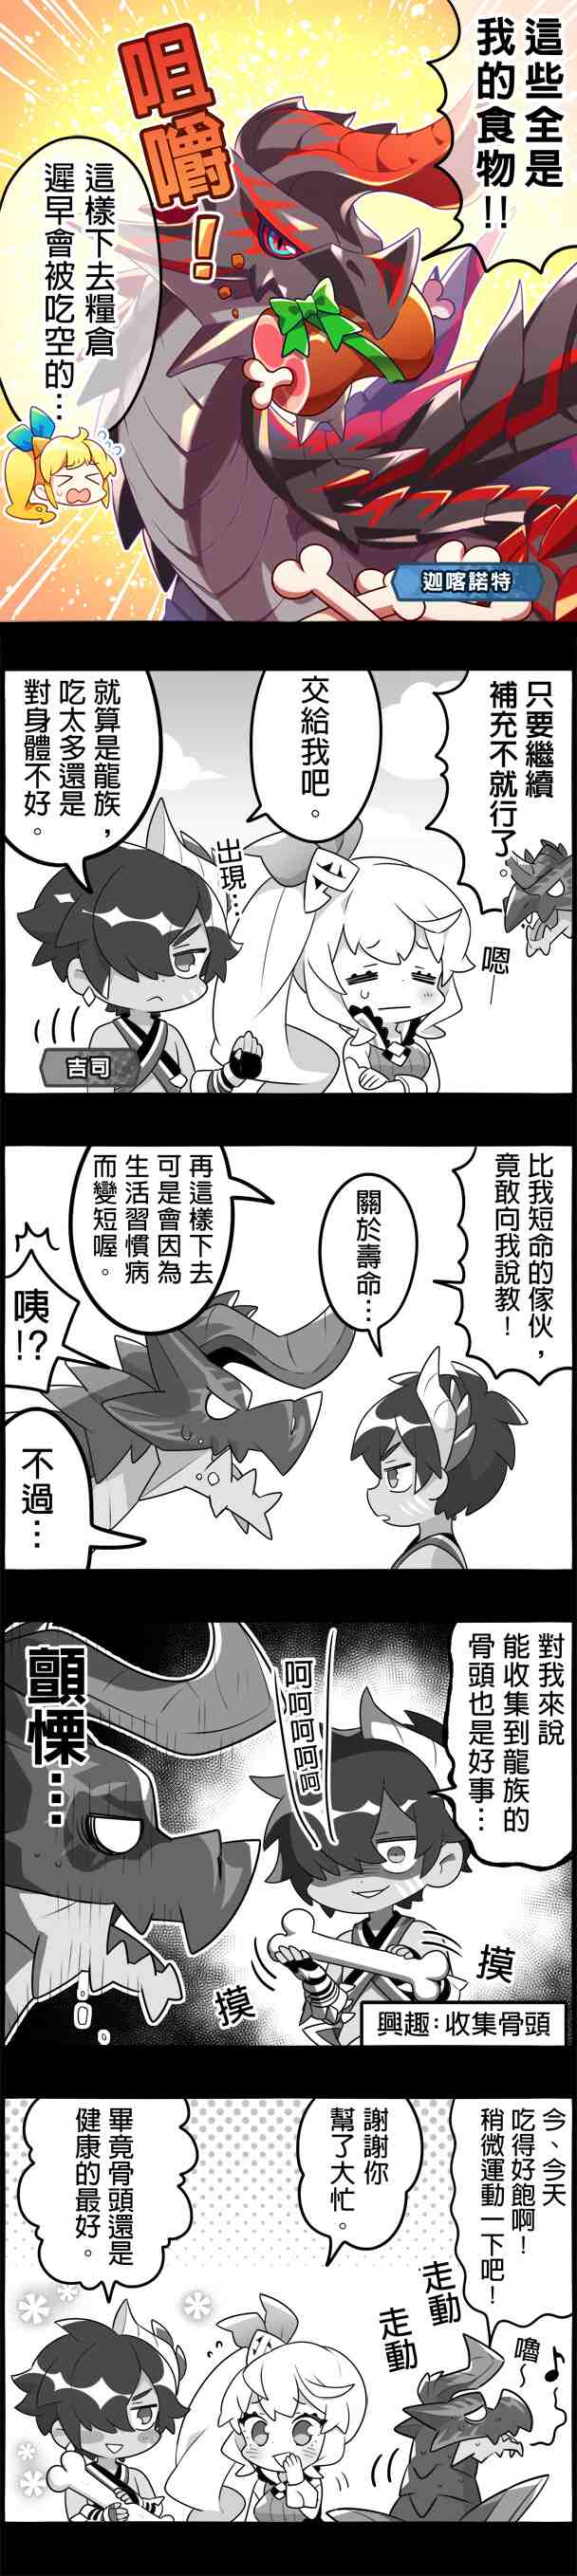 這些全是
我的食物!!
咀嚼!
這樣下去糧倉
遲早會被吃空的…
迦喀諾特
只要繼續
補充不就行了。
嗯—
交給我吧。
出現…
就算是龍族，
吃太多還是
對身體不好。
吉司
比我短命的傢伙，
竟敢向我說教！
關於壽命…
再這樣下去
可是會因為
生活習慣病
而變短喔。
咦!?
不過…
對我來說
能收集到龍族的
骨頭也是好事…
呵呵呵呵呵
顫慄…
摸
摸
興趣：收集骨頭
今、今天
吃得好飽啊！
稍微運動一下吧！
嚕～♪
走動
走動
謝謝你
幫了大忙。
畢竟骨頭還是
健康的最好。